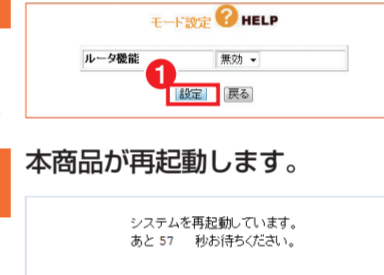 モード設定 ? HELP
ルータ機能 無効
1
設定 戻る
本商品が再起動します。
システムを再起動しています。
あと 57 秒お待ちください。